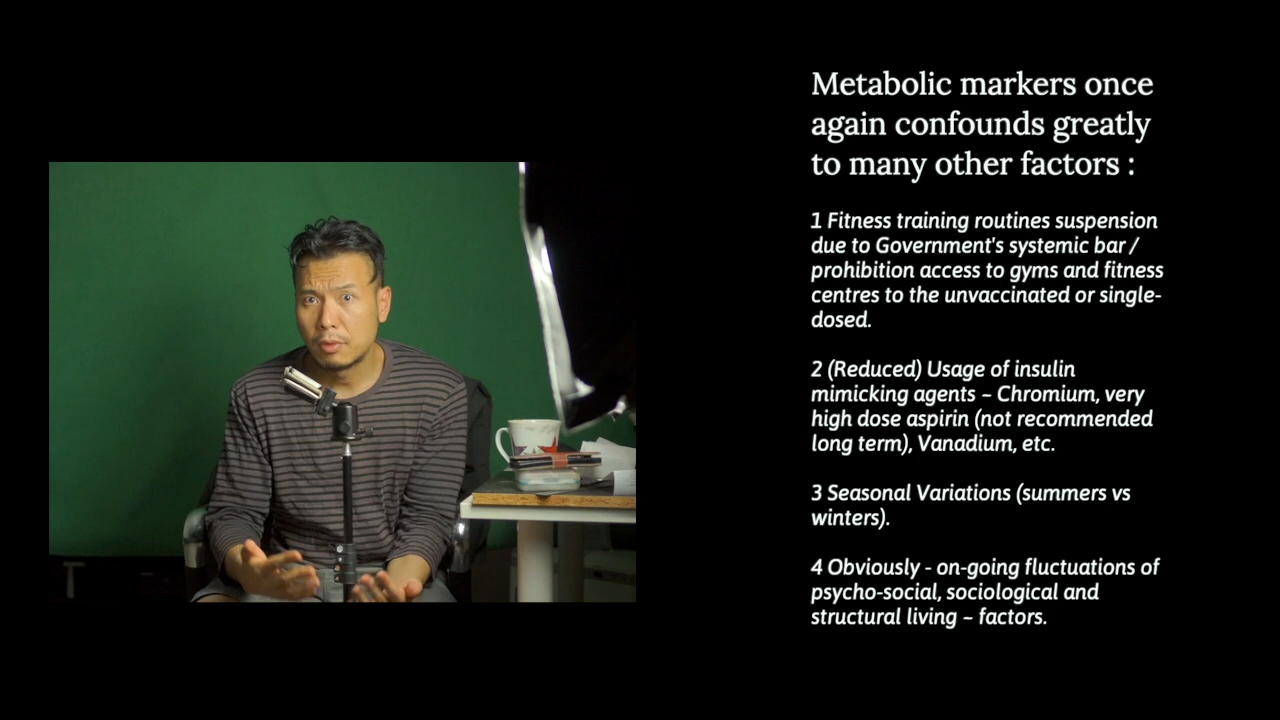 Metabolic markers once
again confounds greatly
to many other factors :
1 Fitness training routines suspension
due to Government's systemic bar /
prohibition access to gyms and fitness
centres to the unvaccinated or single-
dosed.
2 (Reduced) Usage of insulin
mimicking agents ~ Chromium, very
high dose aspirin (not recommended
long term), Vanadium, etc.
3 Seasonal Variations (summers vs
winters).
4 Obviously - on-going fluctuations of
psycho-social, sociological and
structural living ~ factors.